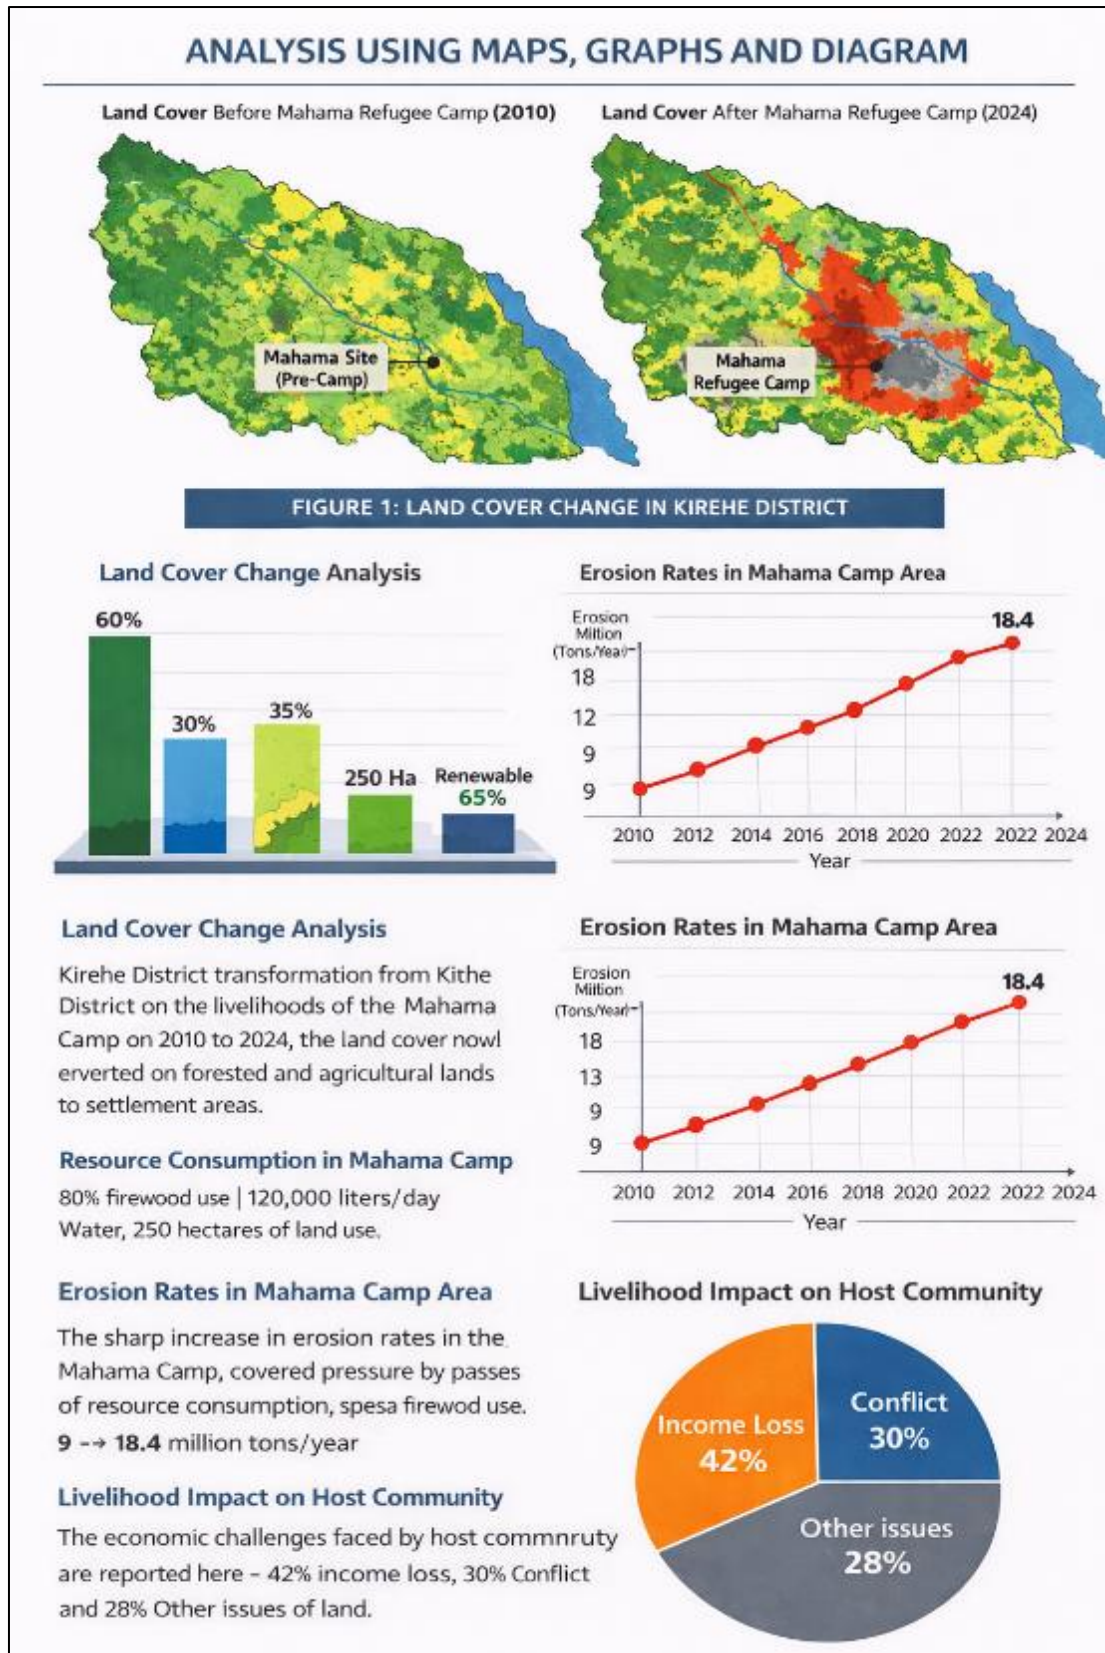 ANALYSIS USING MAPS, GRAPHS AND DIAGRAM
Land Cover Before Mahama Refugee Camp (2010)
Land Cover After Mahama Refugee Camp (2024)
Mahama Site
(Pre-Camp)
Mahama
Refugee Camp
FIGURE 1: LAND COVER CHANGE IN KIREHE DISTRICT
Land Cover Change Analysis
60%
30%
35%
250 Ha
Renewable
65%
Erosion Rates in Mahama Camp Area
Erosion
Miltion
(Tons/Year)
18.4
18
12
9
9
2010 2012 2014 2016 2018 2020 2022 2022 2024
Year
Land Cover Change Analysis
Kirehe District transformation from Kithe
District on the livelihoods of the Mahama
Camp on 2010 to 2024, the land cover nowl
erverted on forested and agricultural lands
to settlement areas.
Resource Consumption in Mahama Camp
80% firewood use | 120,000 liters/day
Water, 250 hectares of land use.
Erosion Rates in Mahama Camp Area
The sharp increase in erosion rates in the
Mahama Camp, covered pressure by passes
of resource consumption, spesa firewod use.
9 --→ 18.4 million tons/year
Livelihood Impact on Host Community
The economic challenges faced by host commnruty
are reported here – 42% income loss, 30% Conflict
and 28% Other issues of land.
Erosion Rates in Mahama Camp Area
Erosion
Miltion
(Tons/Year)
18.4
18
13
9
9
2010 2012 2014 2016 2018 2020 2022 2022 2024
Year
Livelihood Impact on Host Community
Income Loss
42%
Conflict
30%
Other issues
28%